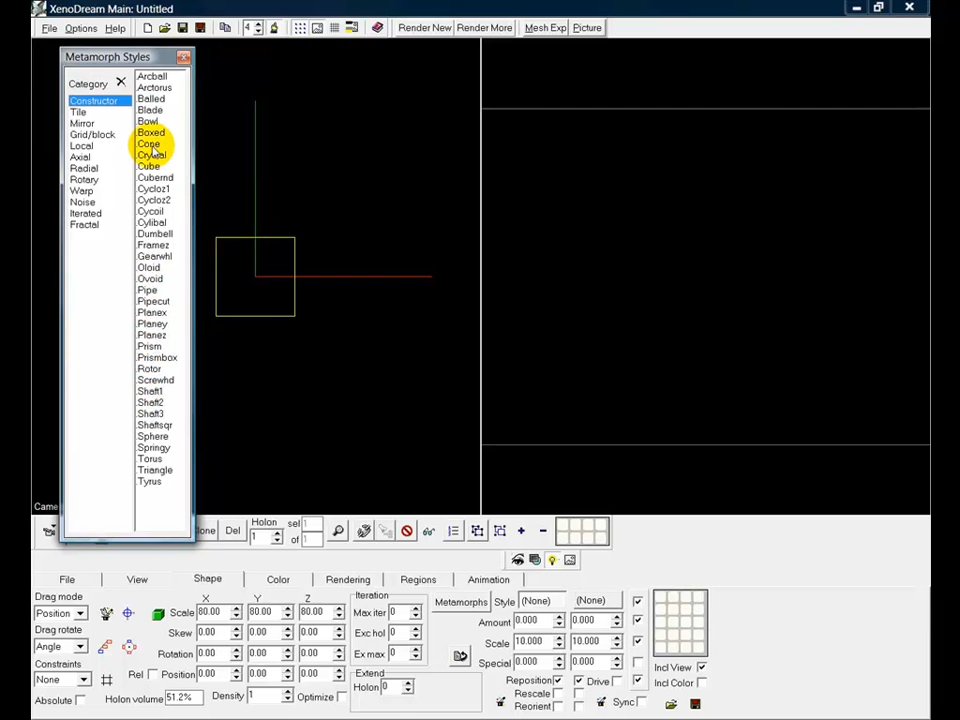 XenoDream Main: Untitled
File Options Help 4 Render New Render More Mesh Exp Picture
Metamorph Styles
Category
Constructor
Tile
Mirror
Grid/block
Local
Axial
Radial
Rotary
Warp
Noise
Iterated
Fractal
.Arcball
.Arctorus
.Balled
.Blade
.Bowl
.Boxed
.Cone
.Crystal
.Cube
.Cubernd
.Cycloz1
.Cycloz2
.Cycoil
.Cylibal
.Dumbell
.Framez
.Gearwhl
.Oloid
.Ovoid
.Pipe
.Pipecut
.Planex
.Planey
.Planez
.Prism
.Prismbox
.Rotor
.Screwhd
.Shaft1
.Shaft2
.Shaft3
.Shaftsqr
.Sphere
.Springy
.Torus
.Triangle
.Tyrus
Del Holon 1 sel 1 of 1
File View Shape Color Rendering Regions Animation
Drag mode
Position
Drag rotate
Angle
Constraints
None
Absolute
X Y Z
Scale 80.00 80.00 80.00
Skew 0.00 0.00 0.00
Rotation 0.00 0.00 0.00
Rel Position 0.00 0.00 0.00
Holon volume 51.2% Density 1 Optimize
Iteration
Max iter 0
Exc hol 0
Ex max 0
Extend
Holon 0
Metamorphs Style (None) (None)
Amount 0.000 0.000
Scale 10.000 10.000
Special 0.000 0.000
Reposition Drive
Rescale
Reorient Sync
Incl View
Incl Color